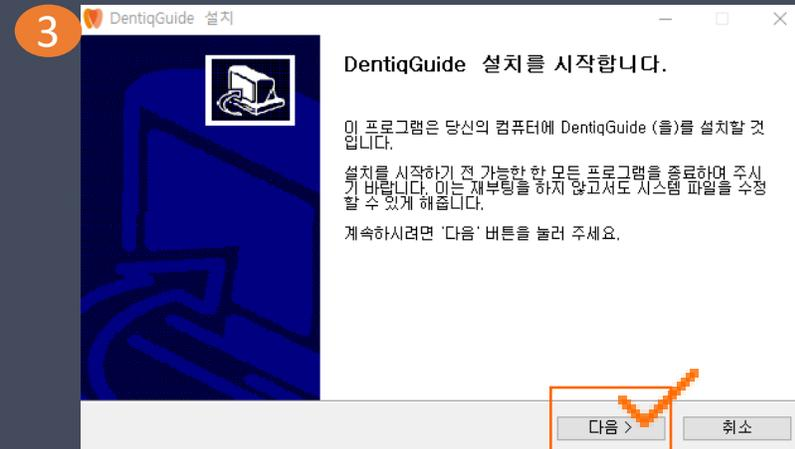 3
DentiqGuide 설치
DentiqGuide 설치를 시작합니다.
이 프로그램은 당신의 컴퓨터에 DentiqGuide (을)를 설치할 것
입니다.
설치를 시작하기 전 가능한 한 모든 프로그램을 종료하여 주시
기 바랍니다. 이는 재부팅을 하지 않고서도 시스템 파일을 수정
할 수 있게 해줍니다.
계속하시려면 '다음' 버튼을 눌러 주세요.
다음 > 취소